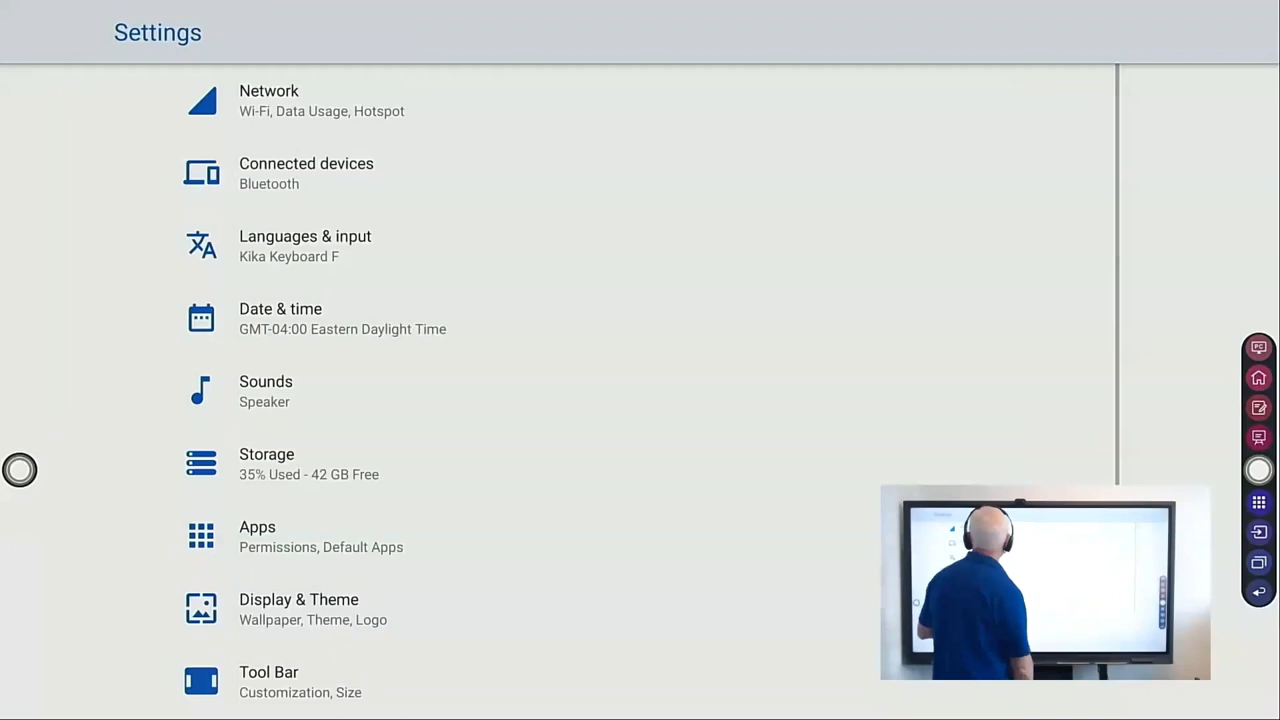 Settings
Network
Wi-Fi, Data Usage, Hotspot
Connected devices
Bluetooth
Languages & input
Kika Keyboard F
Date & time
GMT-04:00 Eastern Daylight Time
Sounds
Speaker
Storage
35% Used - 42 GB Free
Apps
Permissions, Default Apps
Display & Theme
Wallpaper, Theme, Logo
Tool Bar
Customization, Size
PC